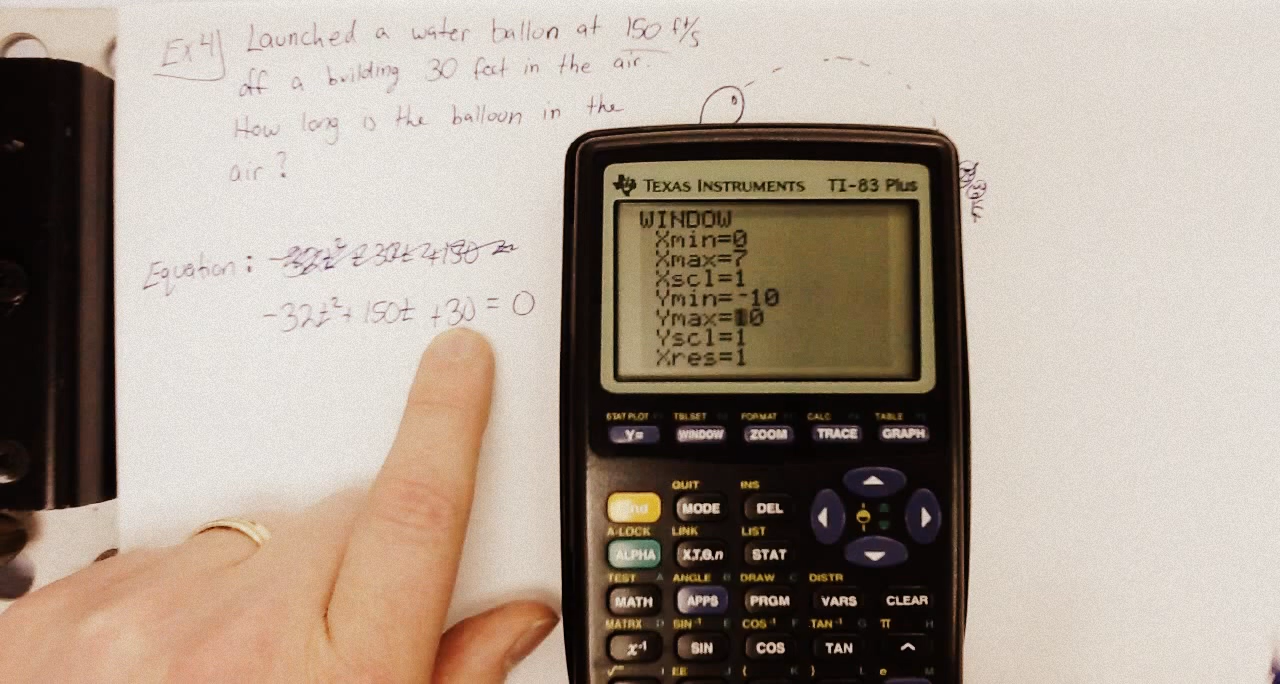 Ex 4] Launched a water ballon at 150 ft/s
off a building 30 feet in the air.
How long is the balloon in the
air?
Equation:
-32t²+150t+30=0
TEXAS INSTRUMENTS TI-83 Plus
WINDOW
Xmin=0
Xmax=7
Xscl=1
Ymin=-10
Ymax=10
Yscl=1
Xres=1
STAT PLOT TBLSET FORMAT CALC TABLE
Y= WINDOW ZOOM TRACE GRAPH
QUIT INS
2nd MODE DEL
A-LOCK LINK LIST
ALPHA X,T,θ,n STAT
TEST A ANGLE B DRAW C DISTR
MATH APPS PRGM VARS CLEAR
MATRX D SIN⁻¹ E COS⁻¹ F TAN⁻¹ G π H
x⁻¹ SIN COS TAN ^
√ I EE J { K } L e M